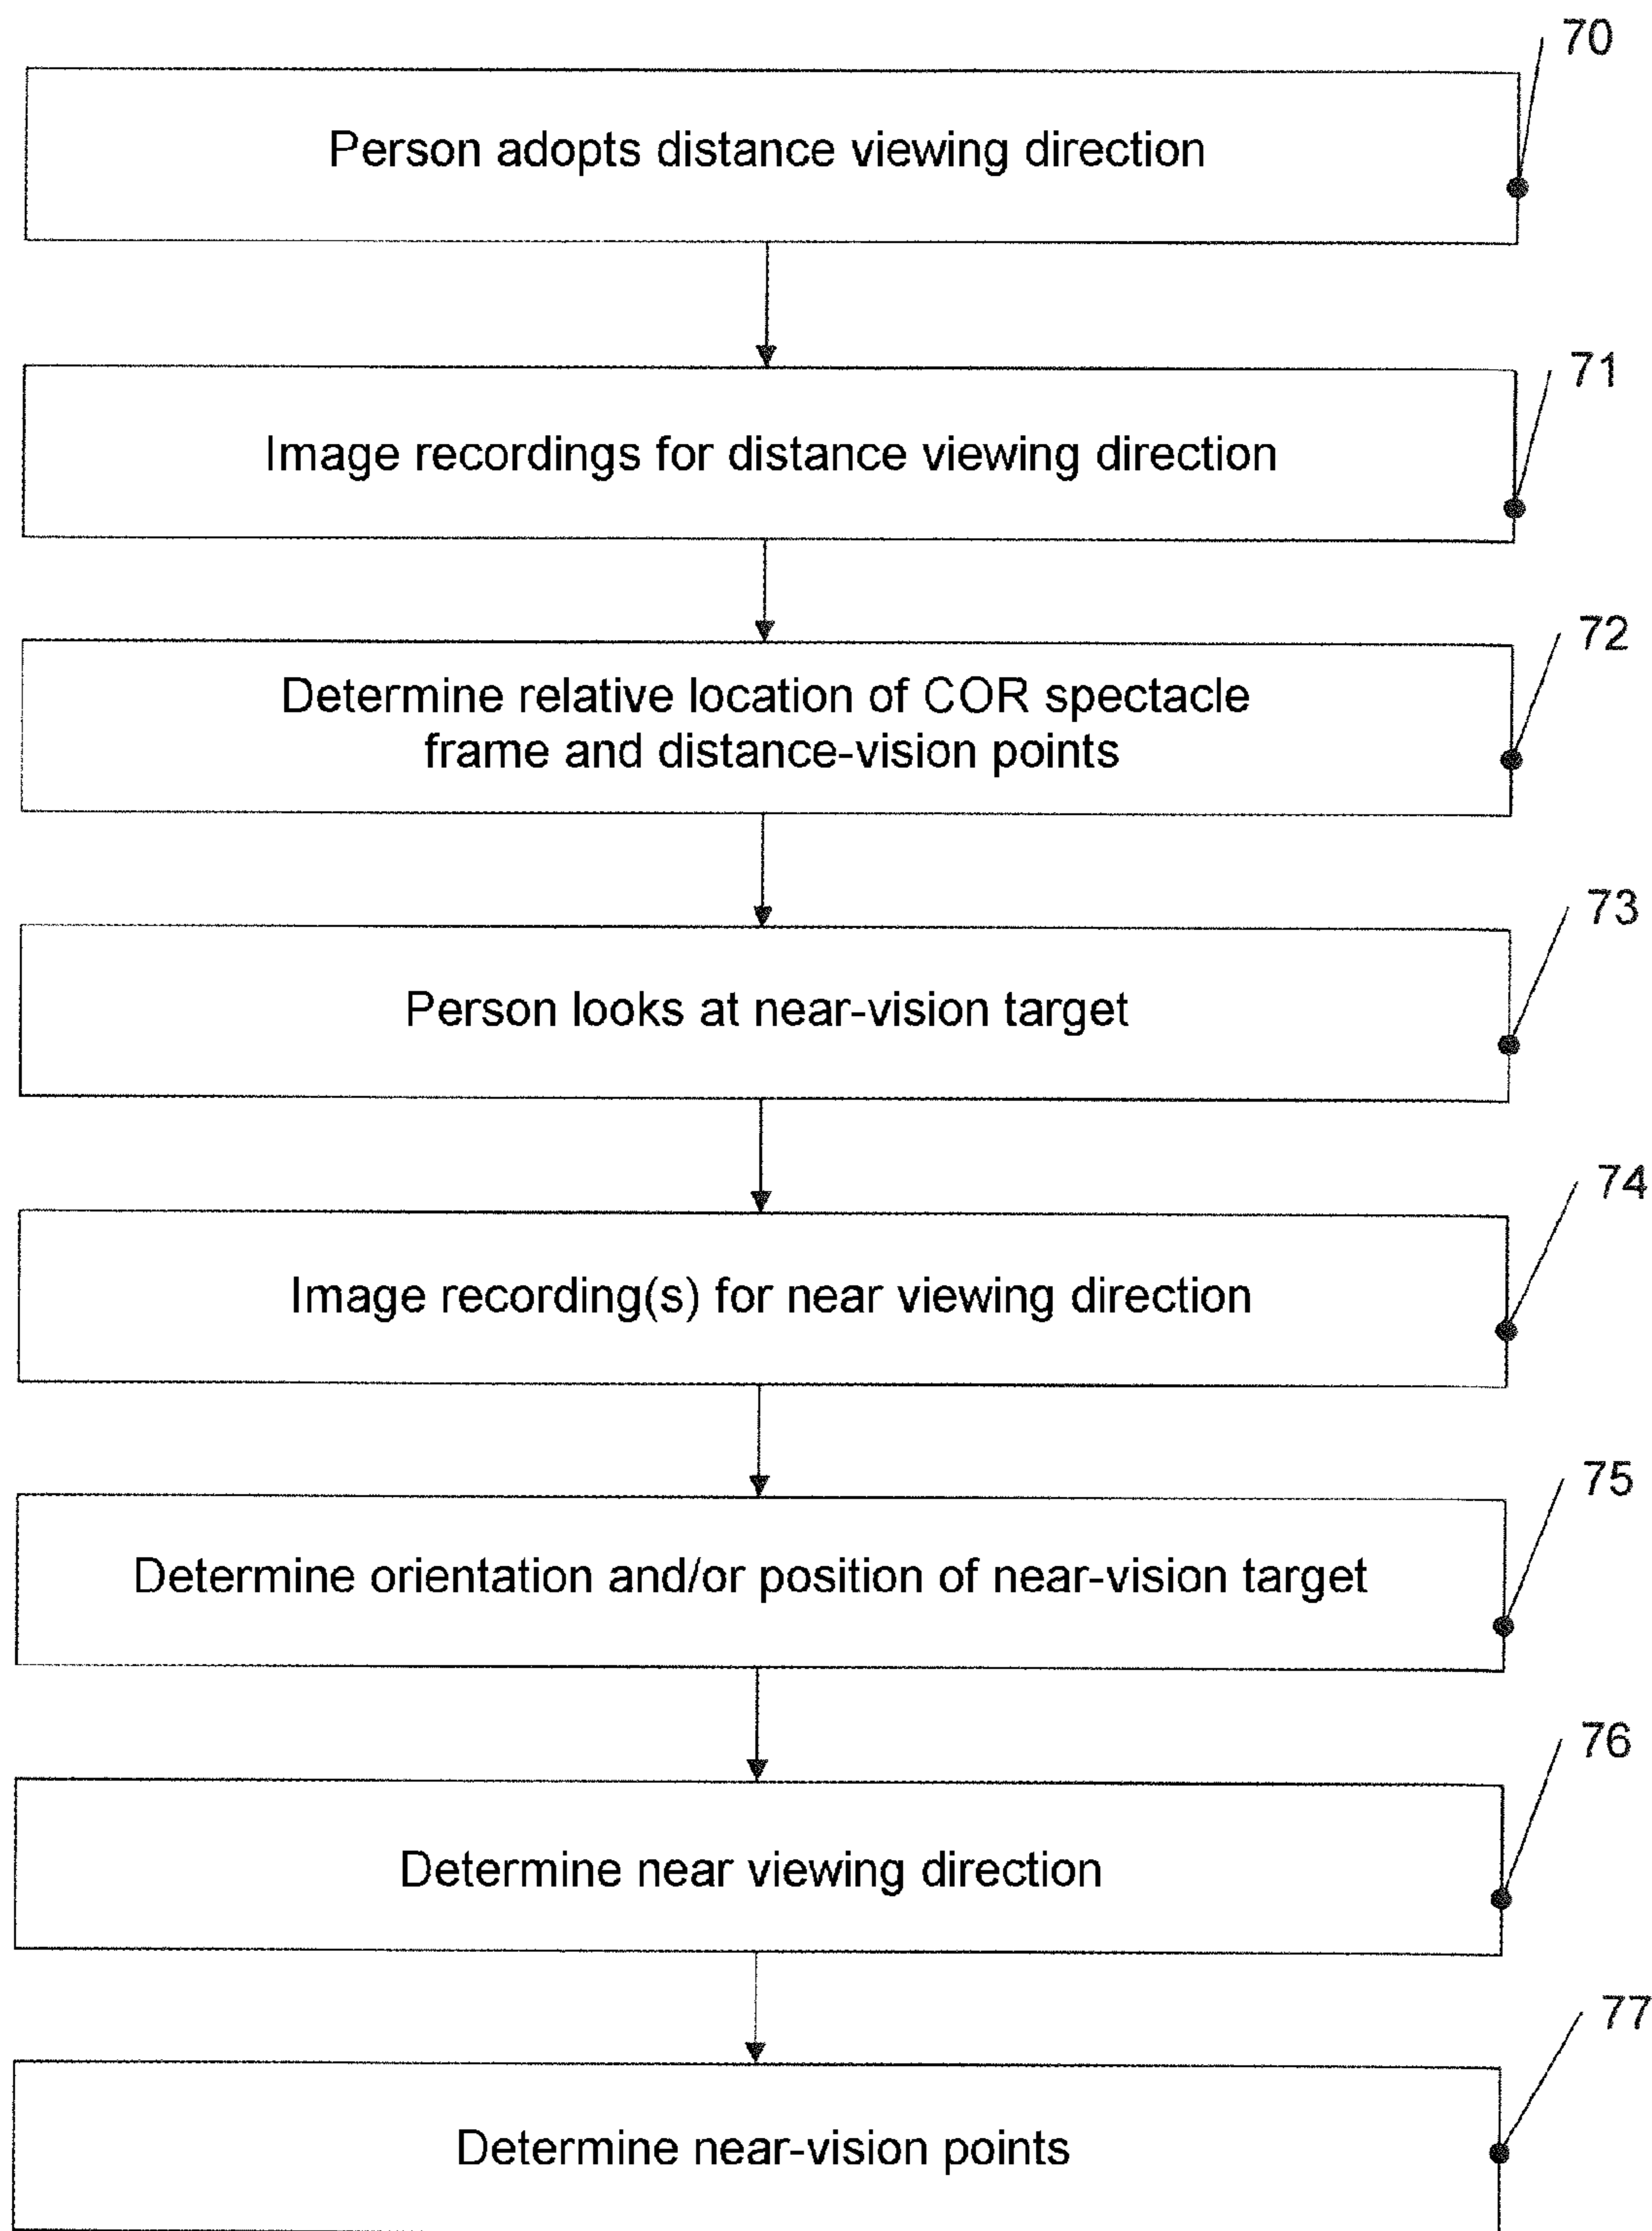 70
Person adopts distance viewing direction
71
Image recordings for distance viewing direction
72
Determine relative location of COR spectacle
frame and distance-vision points
73
Person looks at near-vision target
74
Image recording(s) for near viewing direction
75
Determine orientation and/or position of near-vision target
76
Determine near viewing direction
77
Determine near-vision points